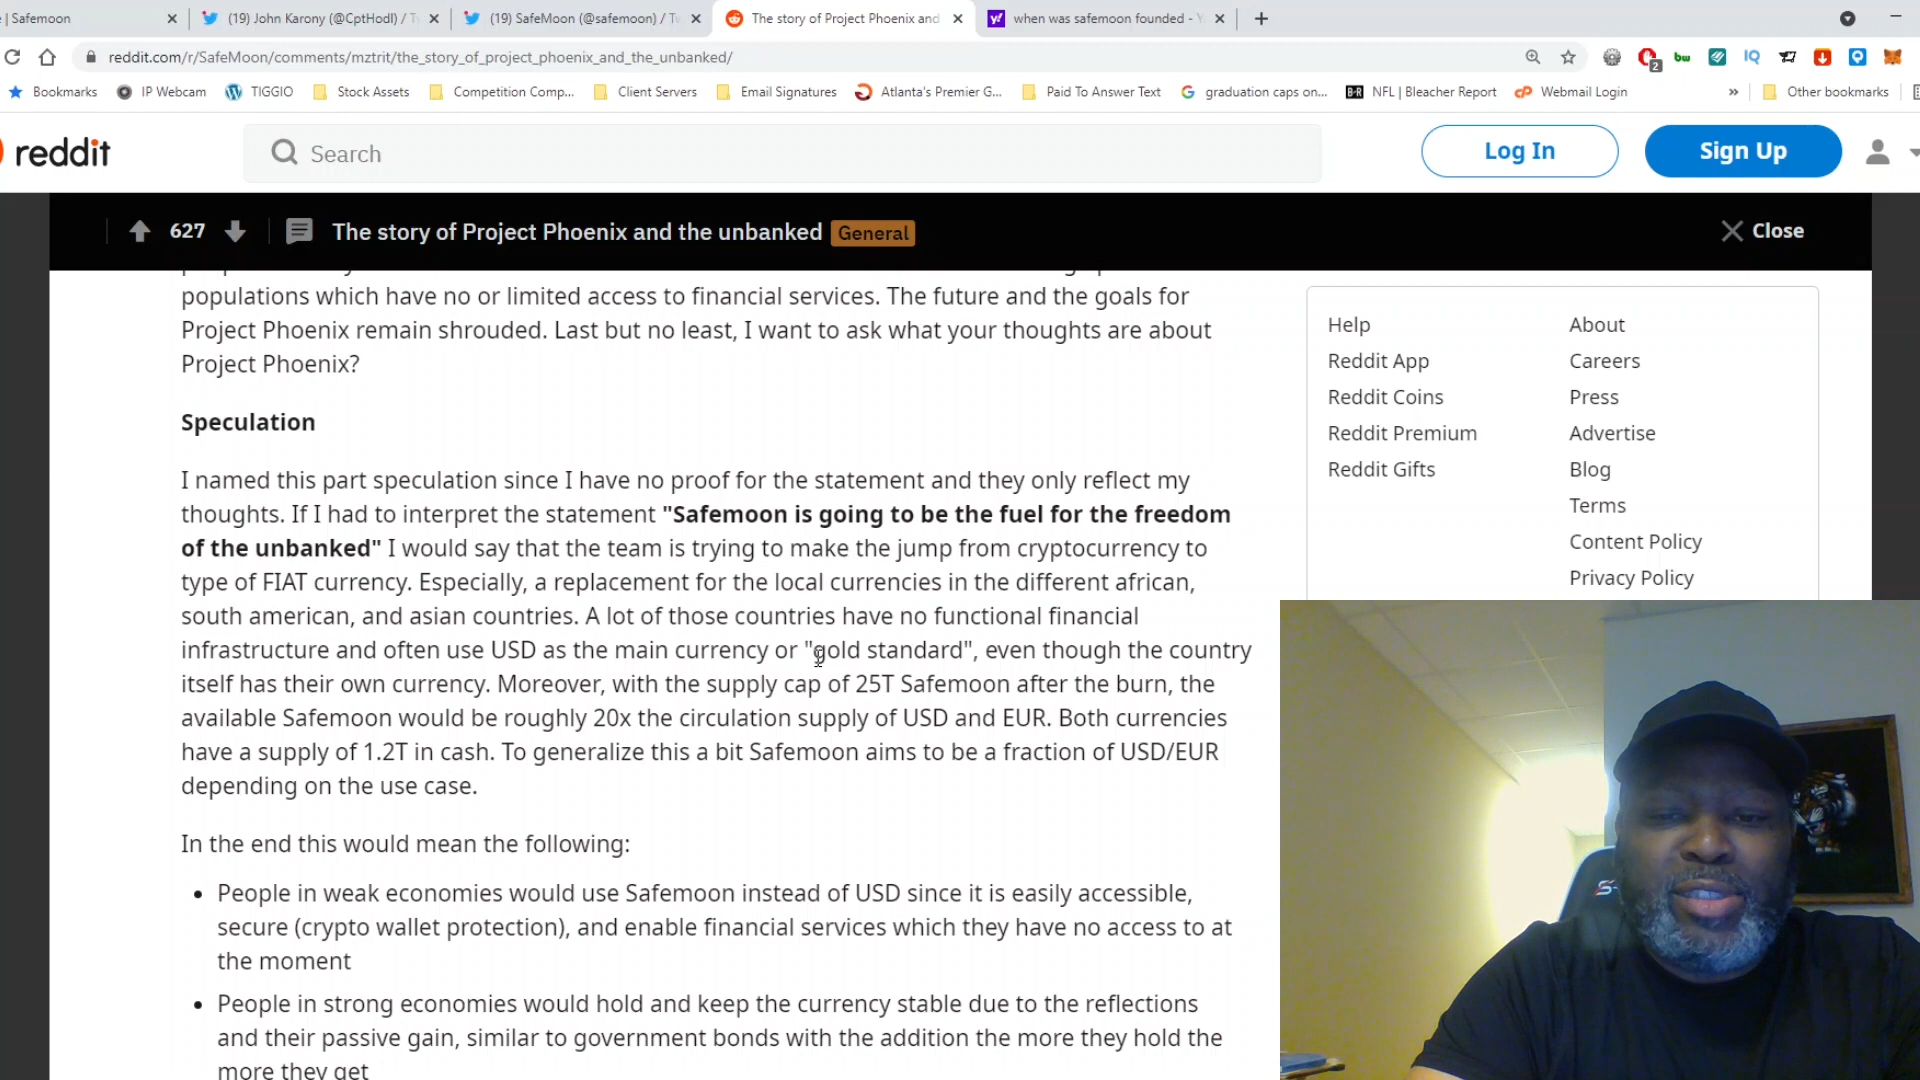 e | Safemoon
(19) John Karony (@CptHodl) / Tw
(19) SafeMoon (@safemoon) / Tw
The story of Project Phoenix and
when was safemoon founded - Y
reddit.com/r/SafeMoon/comments/mztrit/the_story_of_project_phoenix_and_the_unbanked/
2
bw
IQ
Bookmarks
IP Webcam
TIGGIO
Stock Assets
Competition Comp...
Client Servers
Email Signatures
Atlanta's Premier G...
Paid To Answer Text
graduation caps on...
B/R
NFL | Bleacher Report
Webmail Login
»
Other bookmarks
reddit
Search
Log In
Sign Up
627
The story of Project Phoenix and the unbanked
General
Close
populations which have no or limited access to financial services. The future and the goals for
Project Phoenix remain shrouded. Last but no least, I want to ask what your thoughts are about
Project Phoenix?
Speculation
I named this part speculation since I have no proof for the statement and they only reflect my
thoughts. If I had to interpret the statement "Safemoon is going to be the fuel for the freedom
of the unbanked" I would say that the team is trying to make the jump from cryptocurrency to
type of FIAT currency. Especially, a replacement for the local currencies in the different african,
south american, and asian countries. A lot of those countries have no functional financial
infrastructure and often use USD as the main currency or "gold standard", even though the country
itself has their own currency. Moreover, with the supply cap of 25T Safemoon after the burn, the
available Safemoon would be roughly 20x the circulation supply of USD and EUR. Both currencies
have a supply of 1.2T in cash. To generalize this a bit Safemoon aims to be a fraction of USD/EUR
depending on the use case.
In the end this would mean the following:
• People in weak economies would use Safemoon instead of USD since it is easily accessible,
secure (crypto wallet protection), and enable financial services which they have no access to at
the moment
• People in strong economies would hold and keep the currency stable due to the reflections
and their passive gain, similar to government bonds with the addition the more they hold the
more they get
Help
Reddit App
Reddit Coins
Reddit Premium
Reddit Gifts
About
Careers
Press
Advertise
Blog
Terms
Content Policy
Privacy Policy